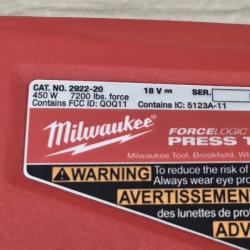 CAT. NO. 2922-20 18 V⎓ SER.
450 W 7200 lbs. force
Contains FCC ID: QOQ11 Contains IC: 5123A-11
Milwaukee
FORCELOGIC
PRESS T
Milwaukee Tool, Brookfield, WI
WARNING To reduce the risk of
Always wear eye pro
AVERTISSEMENT
des lunettes de prot
ADV